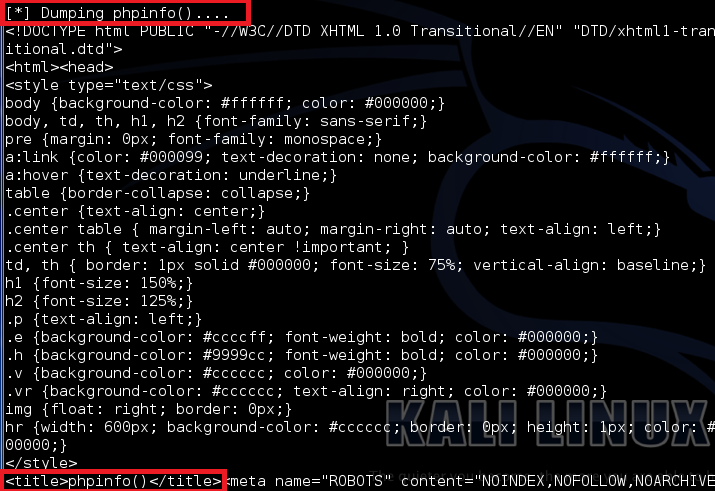 [*] Dumping phpinfo()....
<!DOCTYPE html PUBLIC "-//W3C//DTD XHTML 1.0 Transitional//EN" "DTD/xhtml1-tran
itional.dtd">
<html><head>
<style type="text/css">
body {background-color: #ffffff; color: #000000;}
body, td, th, h1, h2 {font-family: sans-serif;}
pre {margin: 0px; font-family: monospace;}
a:link {color: #000099; text-decoration: none; background-color: #ffffff;}
a:hover {text-decoration: underline;}
table {border-collapse: collapse;}
.center {text-align: center;}
.center table { margin-left: auto; margin-right: auto; text-align: left;}
.center th { text-align: center !important; }
td, th { border: 1px solid #000000; font-size: 75%; vertical-align: baseline;}
h1 {font-size: 150%;}
h2 {font-size: 125%;}
.p {text-align: left;}
.e {background-color: #ccccff; font-weight: bold; color: #000000;}
.h {background-color: #9999cc; font-weight: bold; color: #000000;}
.v {background-color: #cccccc; color: #000000;}
.vr {background-color: #cccccc; text-align: right; color: #000000;}
img {float: right; border: 0px;}
hr {width: 600px; background-color: #cccccc; border: 0px; height: 1px; color: #
00000;}
</style>
<title>phpinfo()</title><meta name="ROBOTS" content="NOINDEX,NOFOLLOW,NOARCHIVE
KALI LINUX